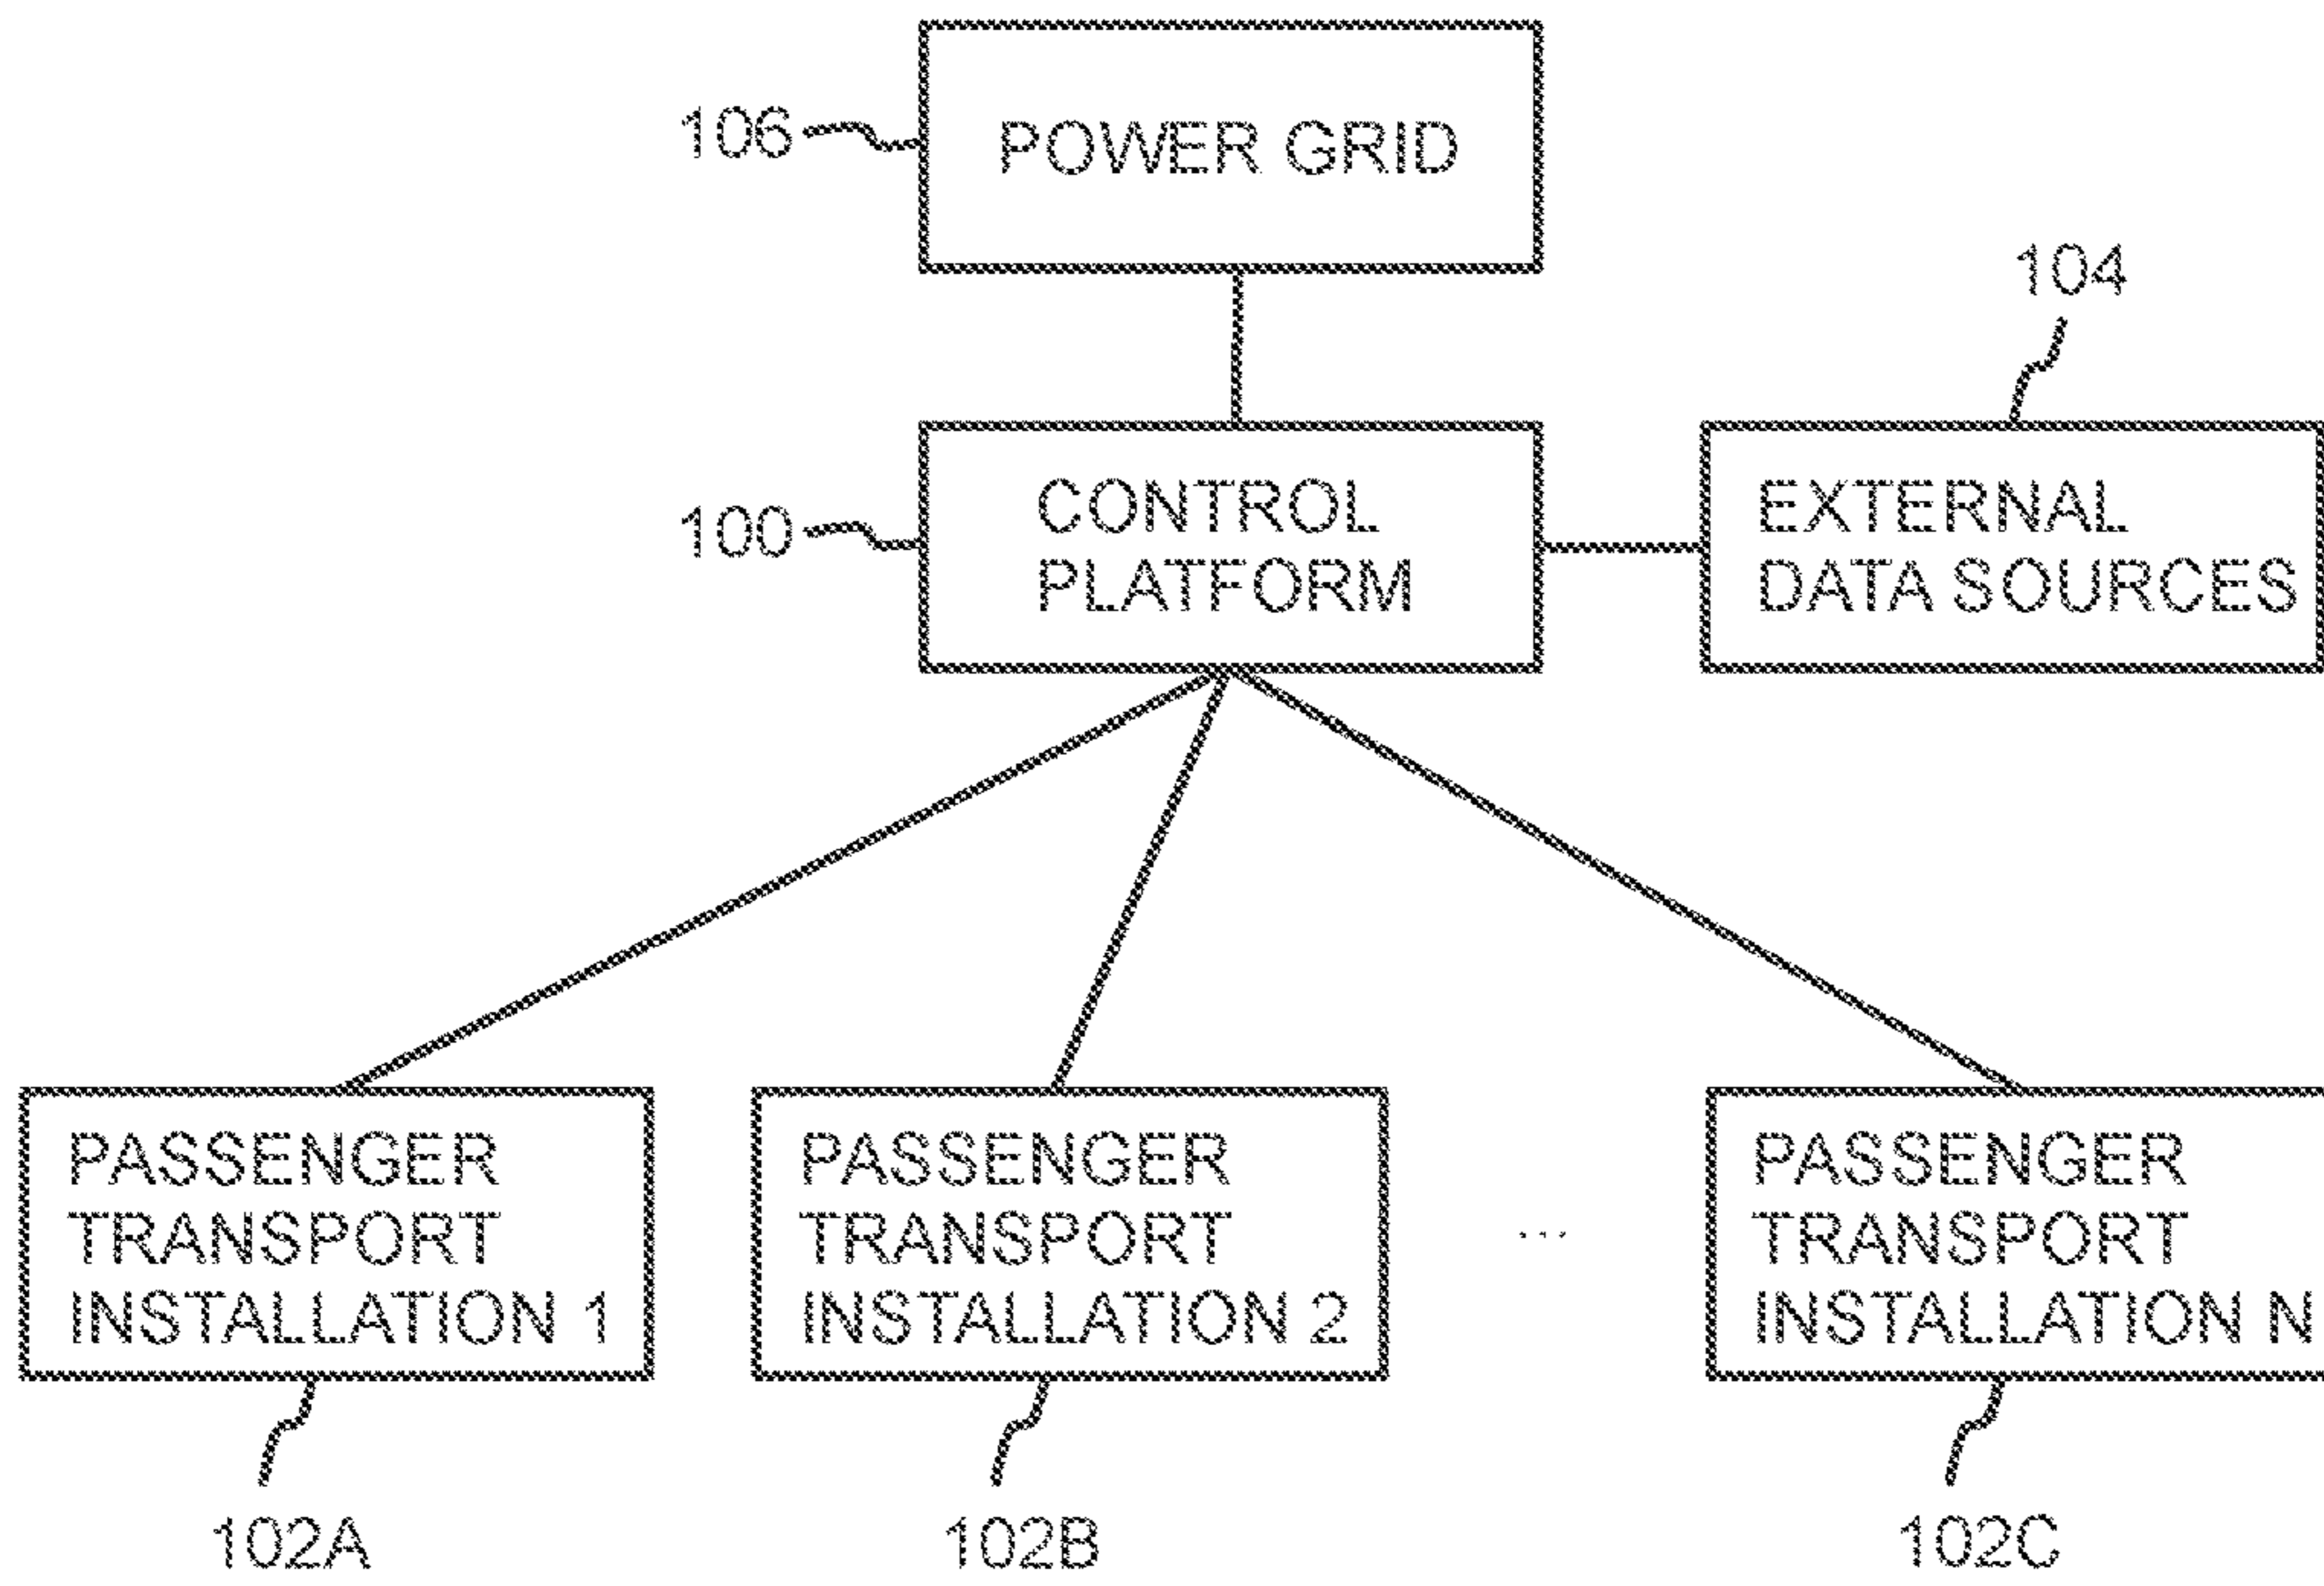 106
POWER GRID
104
100
CONTROL
PLATFORM
EXTERNAL
DATA SOURCES
PASSENGER
TRANSPORT
INSTALLATION 1
PASSENGER
TRANSPORT
INSTALLATION 2
...
PASSENGER
TRANSPORT
INSTALLATION N
102A
102B
102C